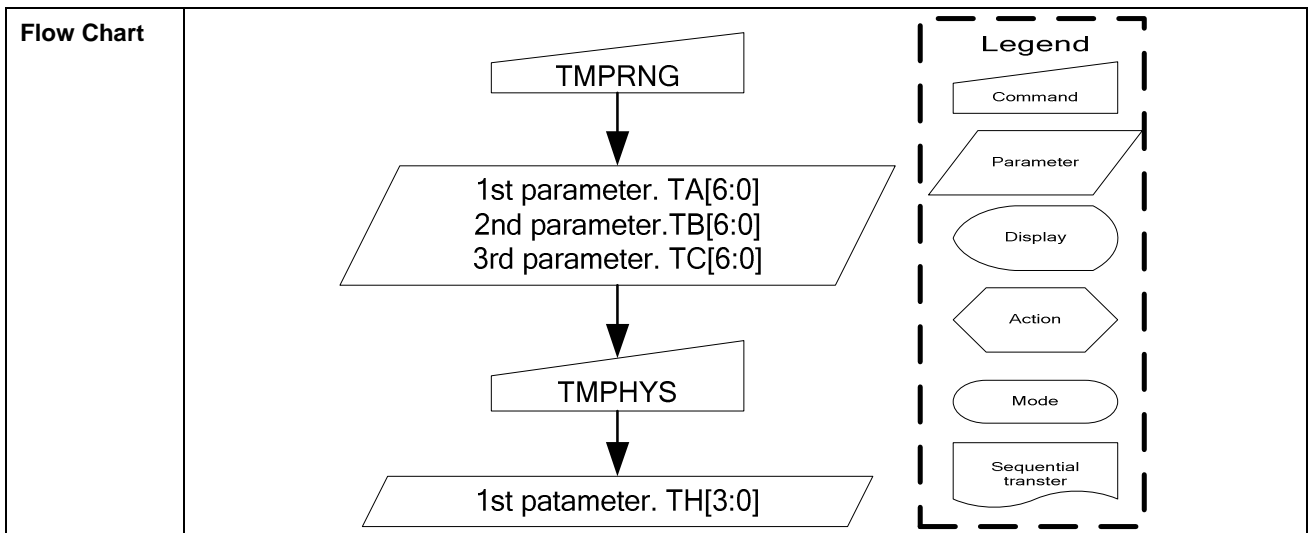 Flow Chart
TMPRNG
1st parameter. TA[6:0]
2nd parameter.TB[6:0]
3rd parameter. TC[6:0]
TMPHYS
1st patameter. TH[3:0]
Legend
Command
Parameter
Display
Action
Mode
Sequential
transter